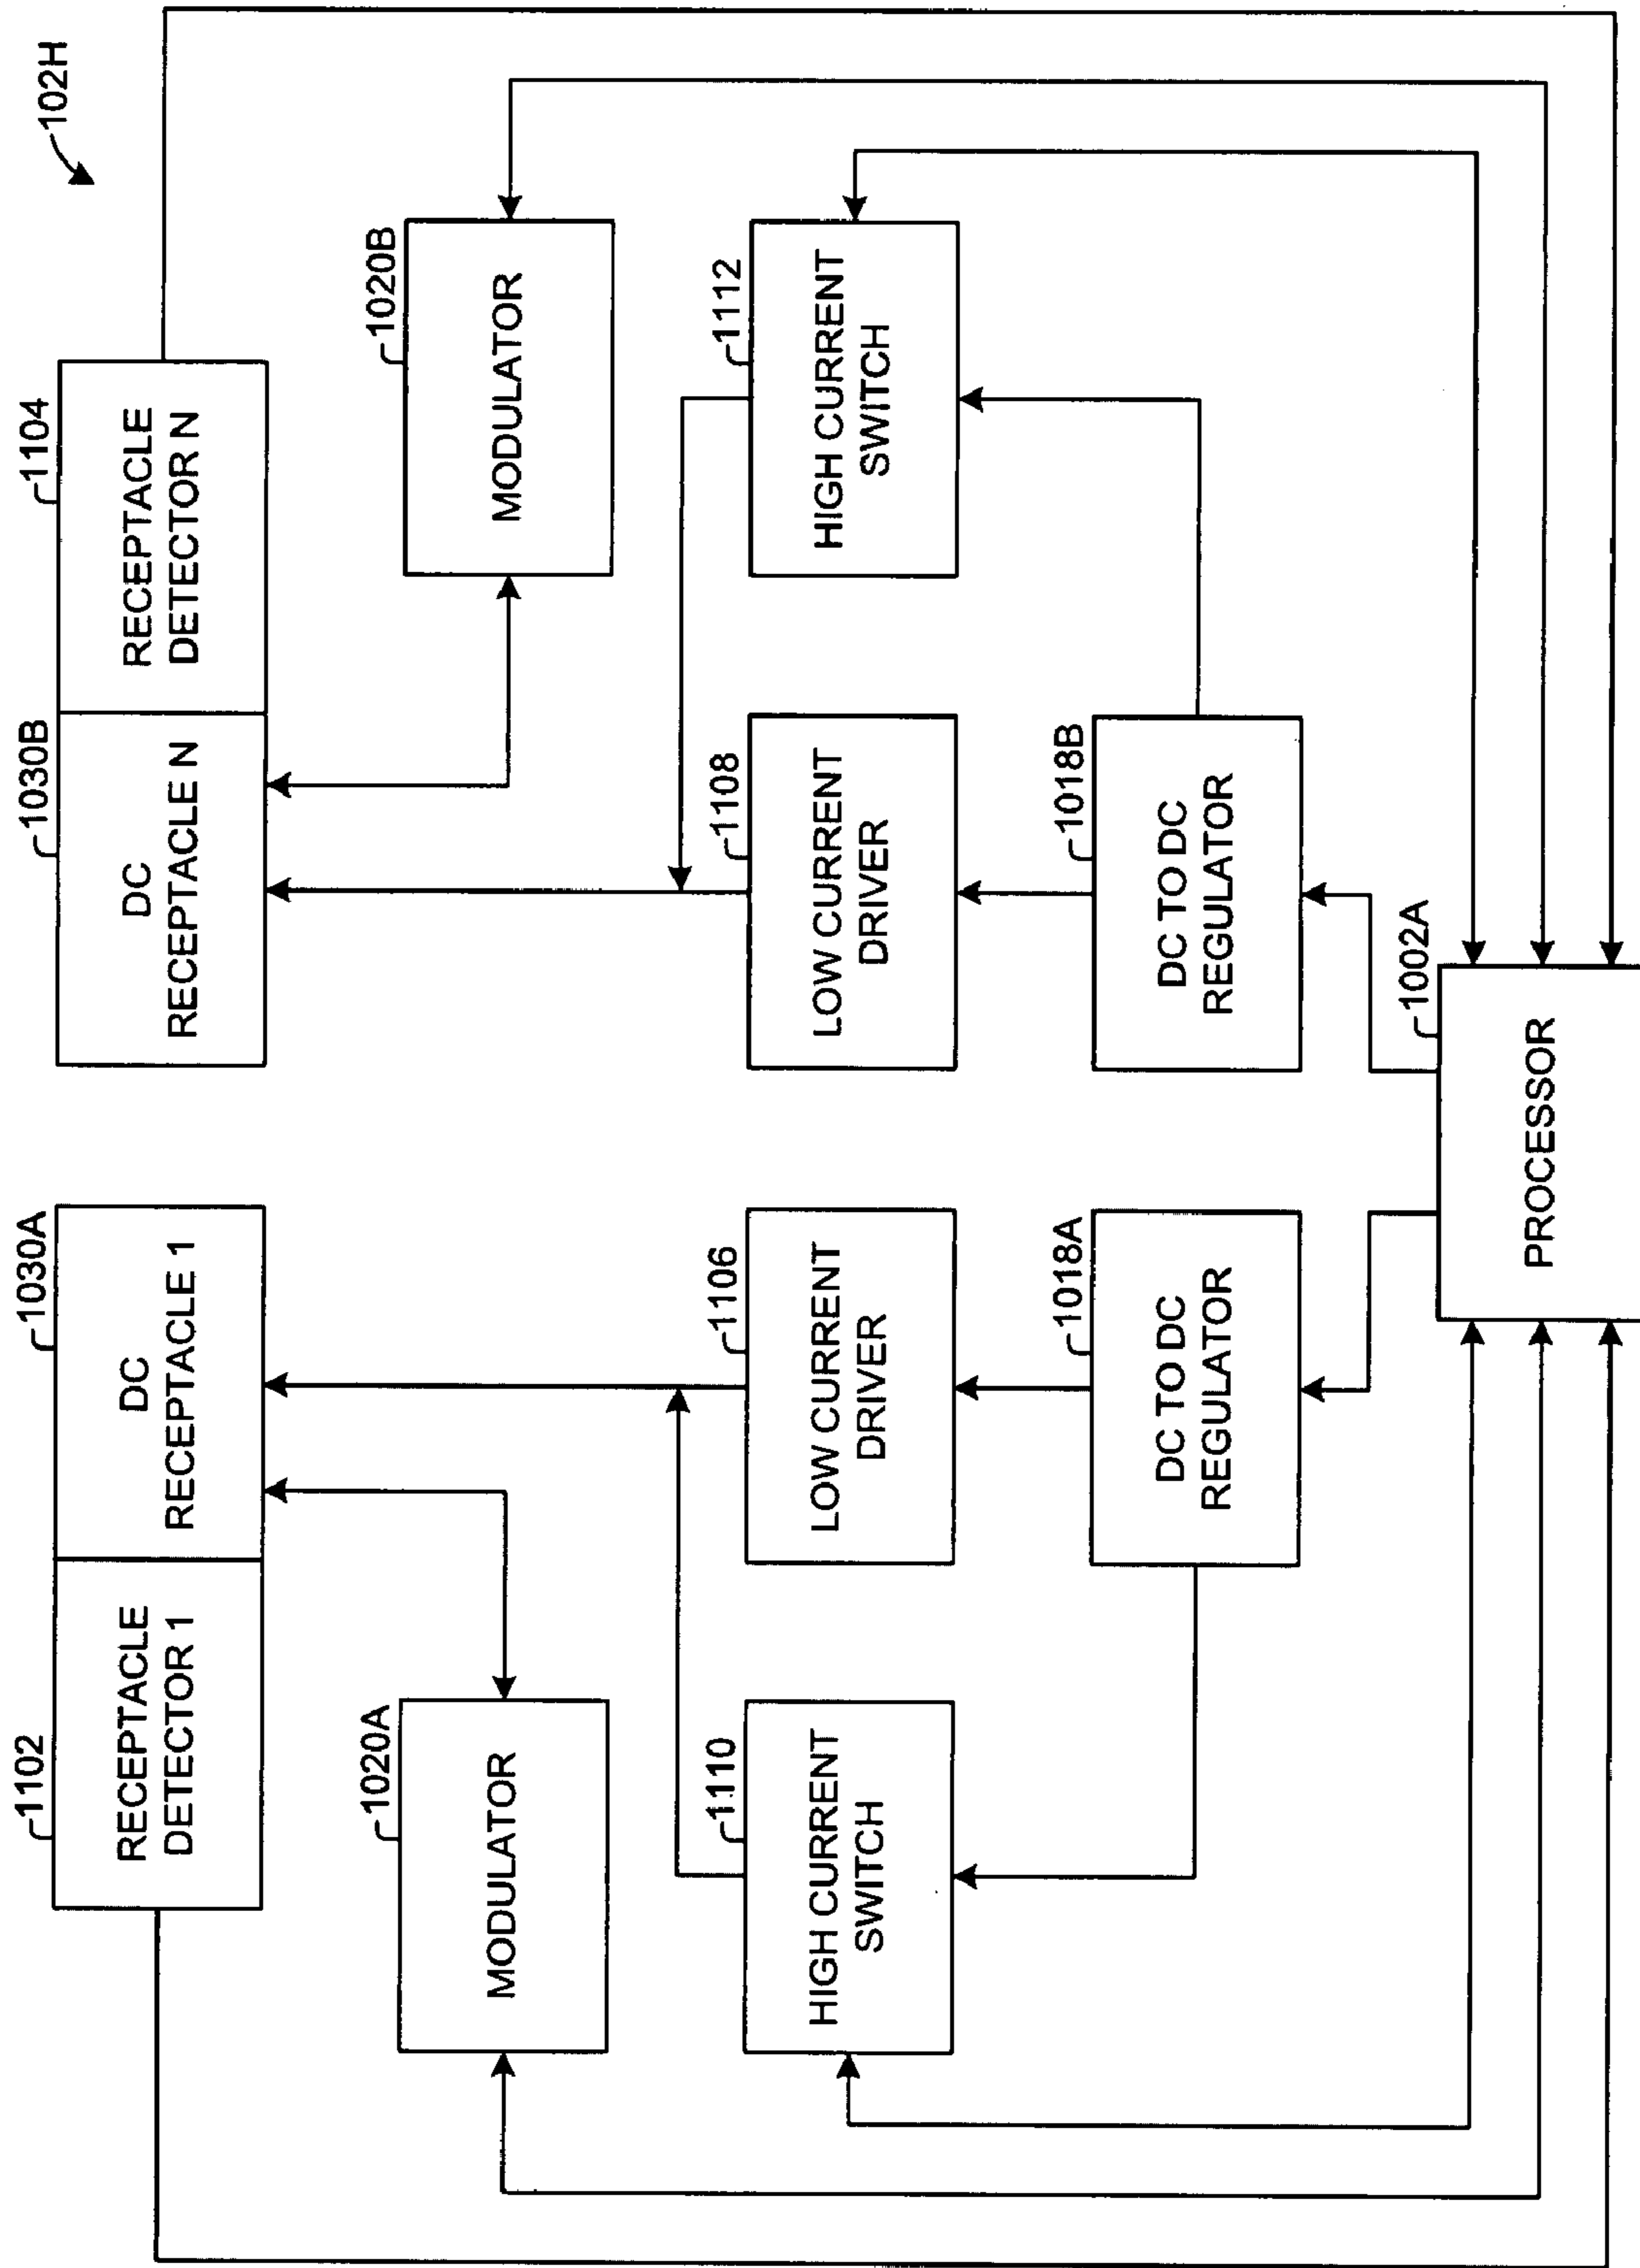 102H
1102
RECEPTACLE
DETECTOR 1
1030A
DC
RECEPTACLE 1
1030B
DC
RECEPTACLE N
1104
RECEPTACLE
DETECTOR N
1020A
MODULATOR
1020B
MODULATOR
1110
HIGH CURRENT
SWITCH
1106
LOW CURRENT
DRIVER
1108
LOW CURRENT
DRIVER
1112
HIGH CURRENT
SWITCH
1018A
DC TO DC
REGULATOR
1018B
DC TO DC
REGULATOR
1002A
PROCESSOR